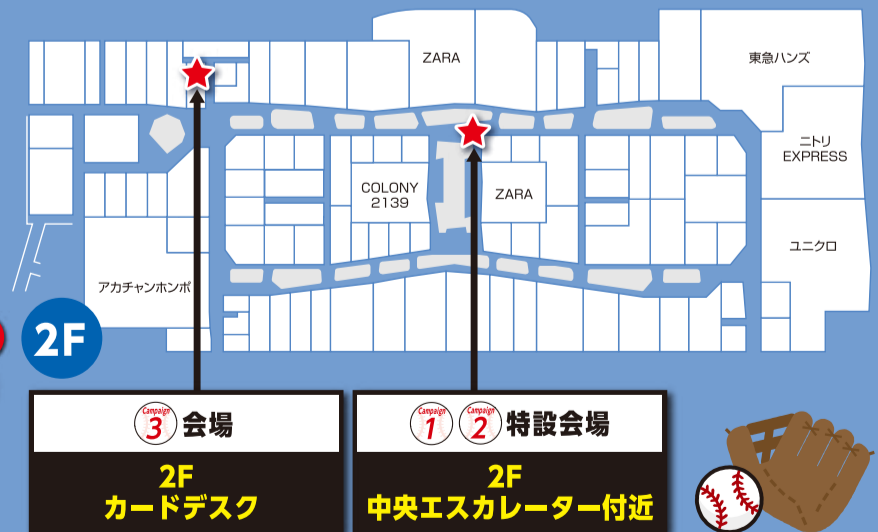 ZARA
東急ハンズ
ニトリ
EXPRESS
COLONY
2139
ZARA
ユニクロ
アカチャンホンポ
2F
Campaign
3
会場
2F
カードデスク
Campaign
1
Campaign
2
特設会場
2F
中央エスカレーター付近